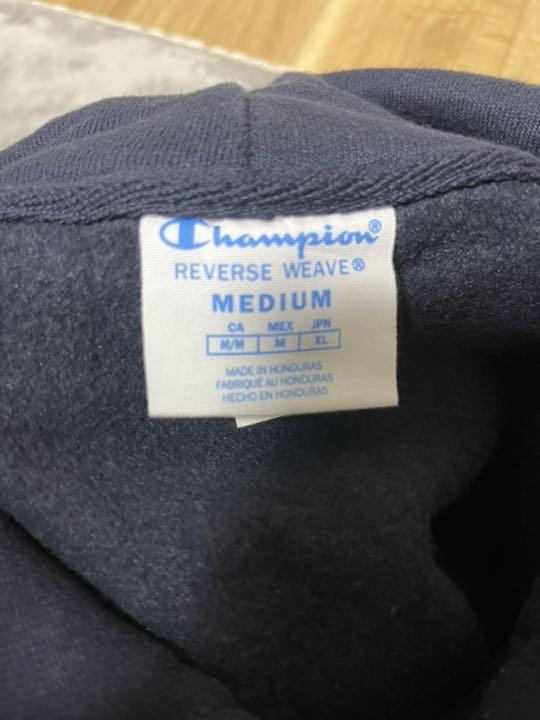 Champion®
REVERSE WEAVE®
MEDIUM
CA MEX JPN
M/M M XL
MADE IN HONDURAS
FABRIQUÉ AU HONDURAS
HECHO EN HONDURAS